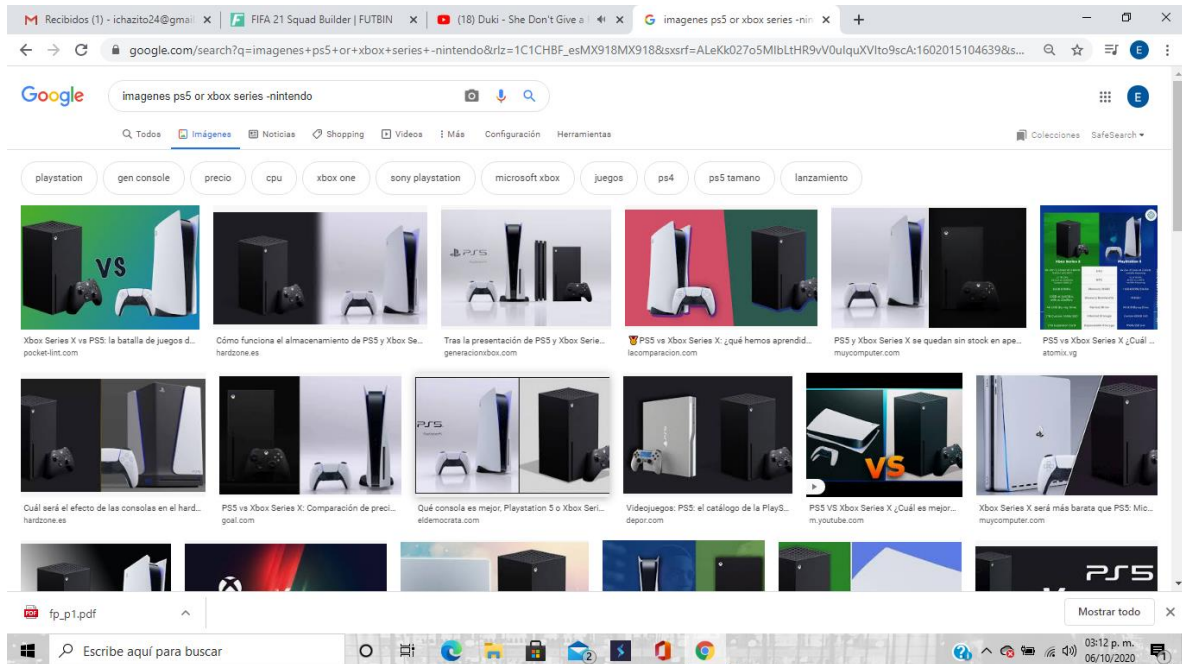 Recibidos (1) - ichazito24@gmai
FIFA 21 Squad Builder | FUTBIN
(18) Duki - She Don't Give a
imagenes ps5 or xbox series -nin
google.com/search?q=imagenes+ps5+or+xbox+series+-nintendo&rlz=1C1CHBF_esMX918MX918&sxsrf=ALeKk027o5MIbLtHR9vV0uIquXVIto9scA:1602015104639&s...
E
Google
imagenes ps5 or xbox series -nintendo
E
Todos Imágenes Noticias Shopping Videos Más Configuración Herramientas
Colecciones SafeSearch
playstation gen console precio cpu xbox one sony playstation microsoft xbox juegos ps4 ps5 tamano lanzamiento
VS
PS5
Xbox Series X vs PS5: la batalla de juegos d...
pocket-lint.com
Cómo funciona el almacenamiento de PS5 y Xbox Se...
hardzone.es
Tras la presentación de PS5 y Xbox Serie...
generacionxbox.com
PS5 vs Xbox Series X: ¿qué hemos aprendid...
lacomparacion.com
PS5 y Xbox Series X se quedan sin stock en ape...
muycomputer.com
PS5 vs Xbox Series X ¿Cuál ...
atomix.vg
PS5
VS
Cuál será el efecto de las consolas en el hard...
hardzone.es
PS5 vs Xbox Series X: Comparación de preci...
goal.com
Qué consola es mejor, Playstation 5 o Xbox Seri...
eldemocrata.com
Videojuegos: PS5: el catálogo de la PlayS...
depor.com
PS5 VS Xbox Series X ¿Cuál es mejor...
m.youtube.com
Xbox Series X será más barata que PS5: Mic...
muycomputer.com
PS5
fp_p1.pdf
Mostrar todo
Escribe aquí para buscar
03:12 p. m.
06/10/2020